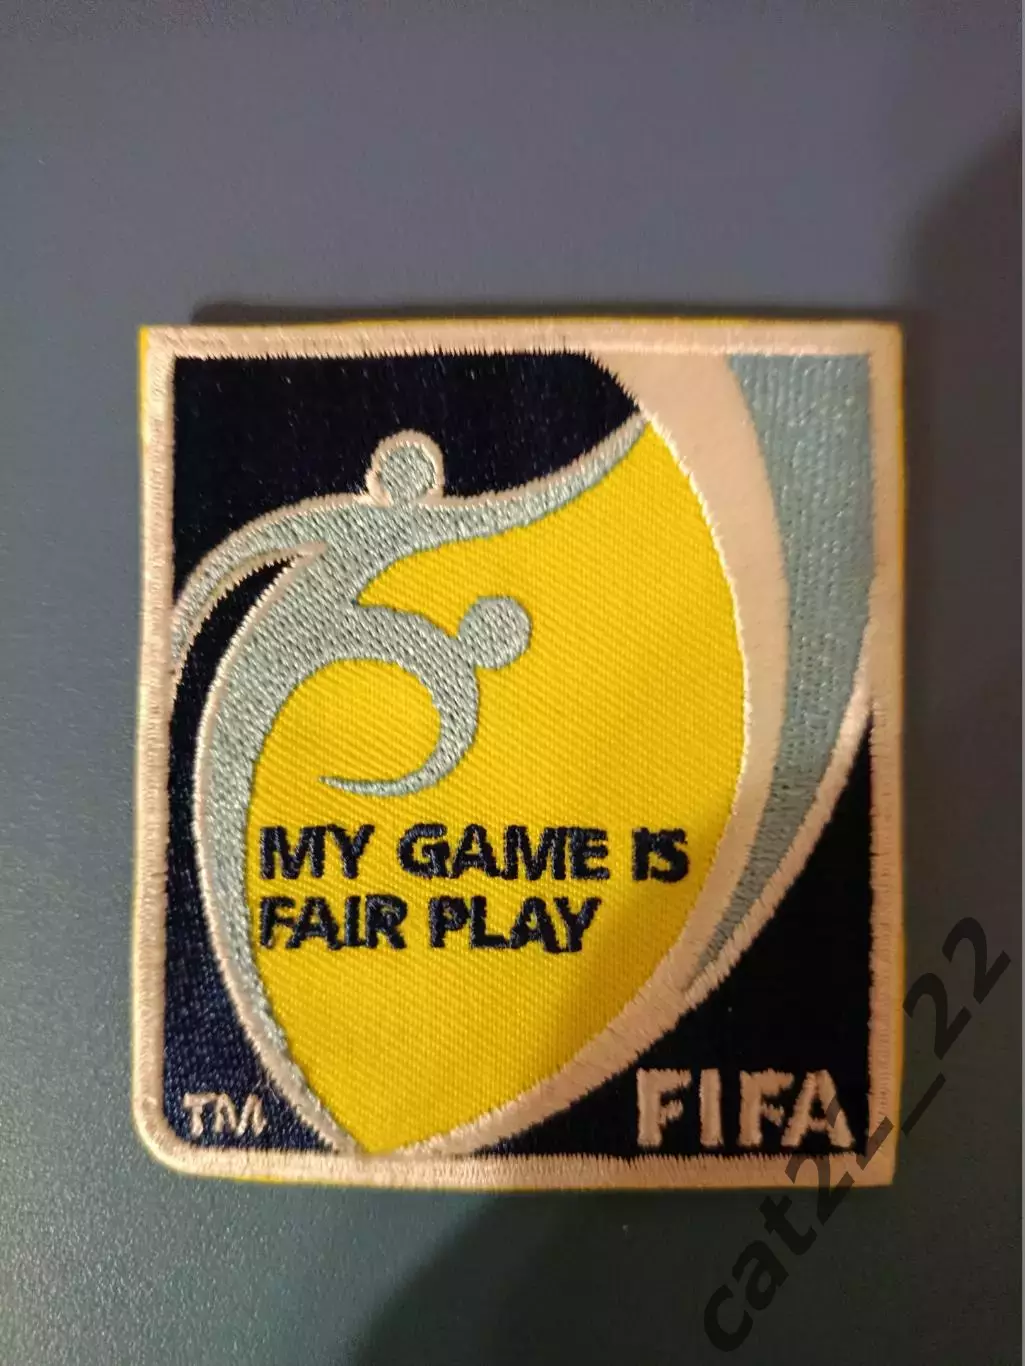 MY GAME IS
FAIR PLAY
TM
FIFA
cat22_22